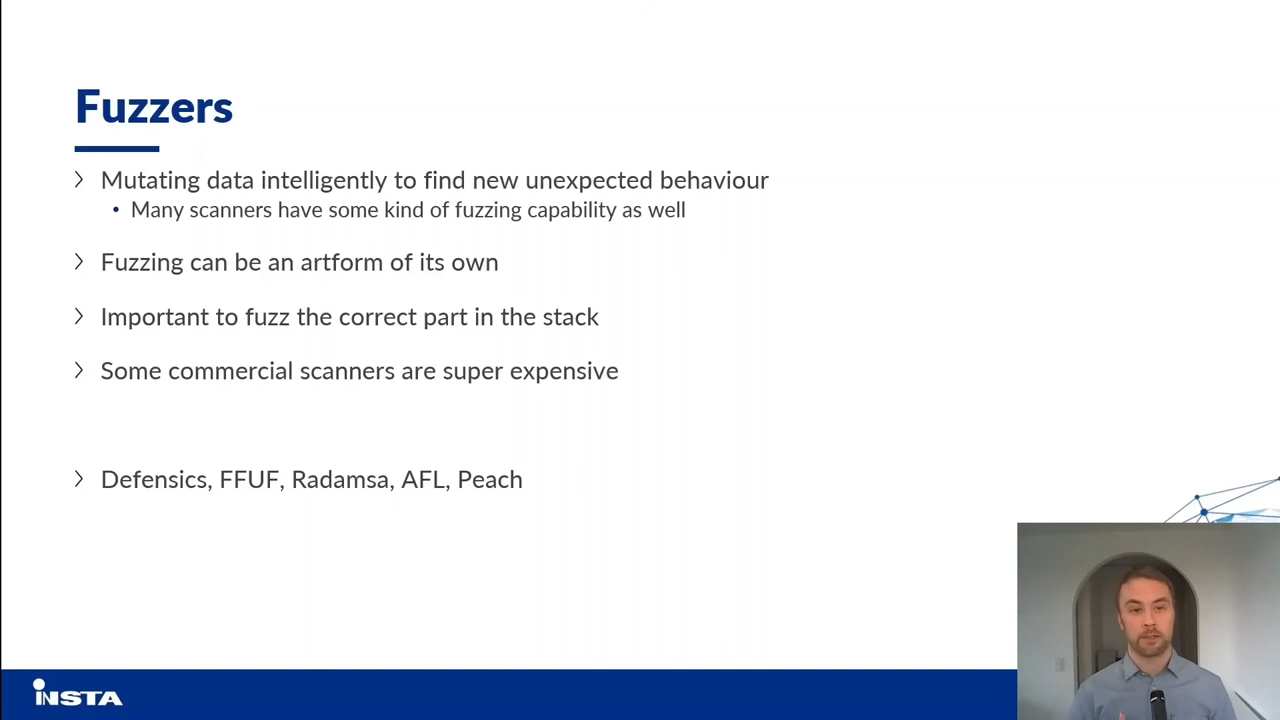 Fuzzers
Mutating data intelligently to find new unexpected behaviour
Many scanners have some kind of fuzzing capability as well
Fuzzing can be an artform of its own
Important to fuzz the correct part in the stack
Some commercial scanners are super expensive
Defensics, FFUF, Radamsa, AFL, Peach
INSTA